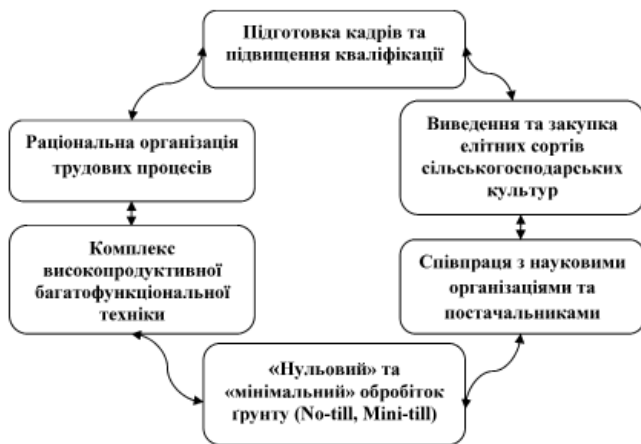 Підготовка кадрів та
підвищення кваліфікації
Раціональна організація
трудових процесів
Виведення та закупка
елітних сортів
сільськогосподарських
культур
Комплекс
високопродуктивної
багатофункціональної
техніки
Співпраця з науковими
організаціями та
постачальниками
«Нульовий» та
«мінімальний» обробіток
ґрунту (No-till, Mini-till)